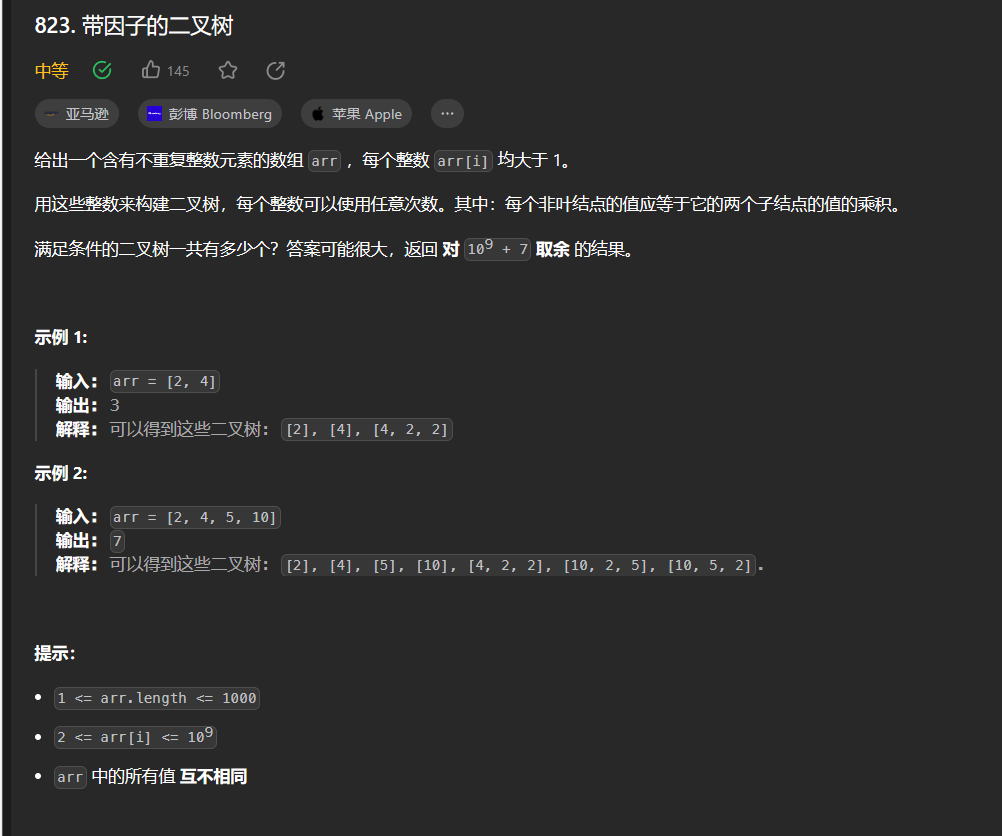 823. 带因子的二叉树
中等 145
亚马逊 彭博 Bloomberg 苹果 Apple ...
给出一个含有不重复整数元素的数组 arr ，每个整数 arr[i] 均大于 1。
用这些整数来构建二叉树，每个整数可以使用任意次数。其中：每个非叶结点的值应等于它的两个子结点的值的乘积。
满足条件的二叉树一共有多少个？答案可能很大，返回 对 10⁹ + 7 取余 的结果。
示例 1:
输入： arr = [2, 4]
输出： 3
解释： 可以得到这些二叉树： [2], [4], [4, 2, 2]
示例 2:
输入： arr = [2, 4, 5, 10]
输出： 7
解释： 可以得到这些二叉树： [2], [4], [5], [10], [4, 2, 2], [10, 2, 5], [10, 5, 2] .
提示：
• 1 <= arr.length <= 1000
• 2 <= arr[i] <= 10⁹
• arr 中的所有值 互不相同